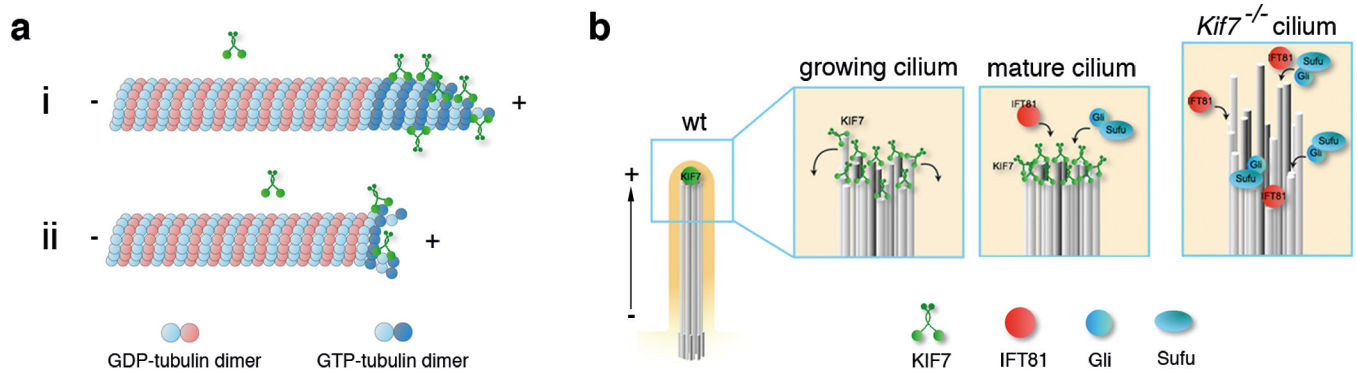 a
i
-
+
ii
-
+
GDP-tubulin dimer
GTP-tubulin dimer
b
wt
+
KIF7
-
growing cilium
KIF7
mature cilium
IFT81
Gli
Sufu
KIF7
Kif7 -/- cilium
IFT81
Sufu
Gli
IFT81
Sufu
Gli
Gli
Sufu
IFT81
KIF7
IFT81
Gli
Sufu